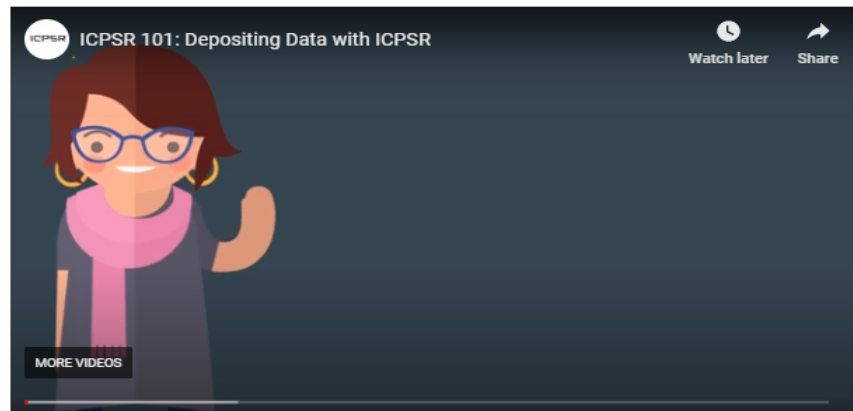 ICPSR
ICPSR 101: Depositing Data with ICPSR
Watch later
Share
MORE VIDEOS